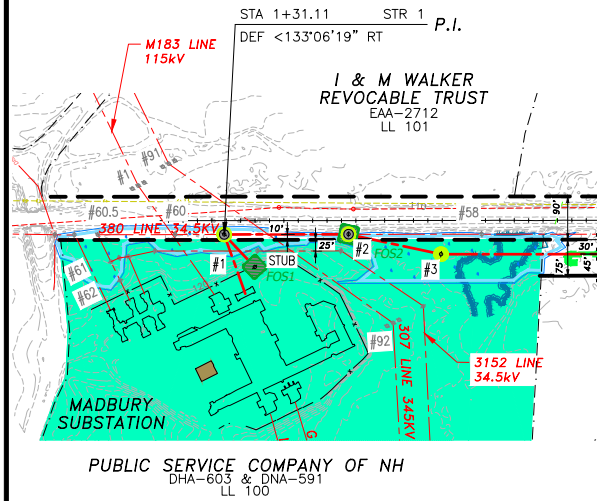 STA 1+31.11 STR 1
P.I.
DEF <133°06'19" RT
M183 LINE
115kV
I & M WALKER
REVOCABLE TRUST
EAA-2712
LL 101
#91
#1
#60.5
#60
#58
90'
380 LINE 34.5KV
10'
25'
#1
STUB
FOS1
#2
FOS2
#3
30'
75'
45'
#61
#62
#92
307 LINE 345KV
3152 LINE
34.5kV
G
MADBURY
SUBSTATION
PUBLIC SERVICE COMPANY OF NH
DHA-603 & DNA-591
LL 100